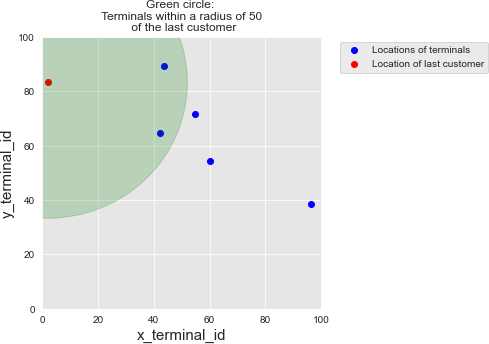 Green circle:
Terminals within a radius of 50
of the last customer
Locations of terminals
Location of last customer
y_terminal_id
100
80
60
40
20
0
0 20 40 60 80 100
x_terminal_id